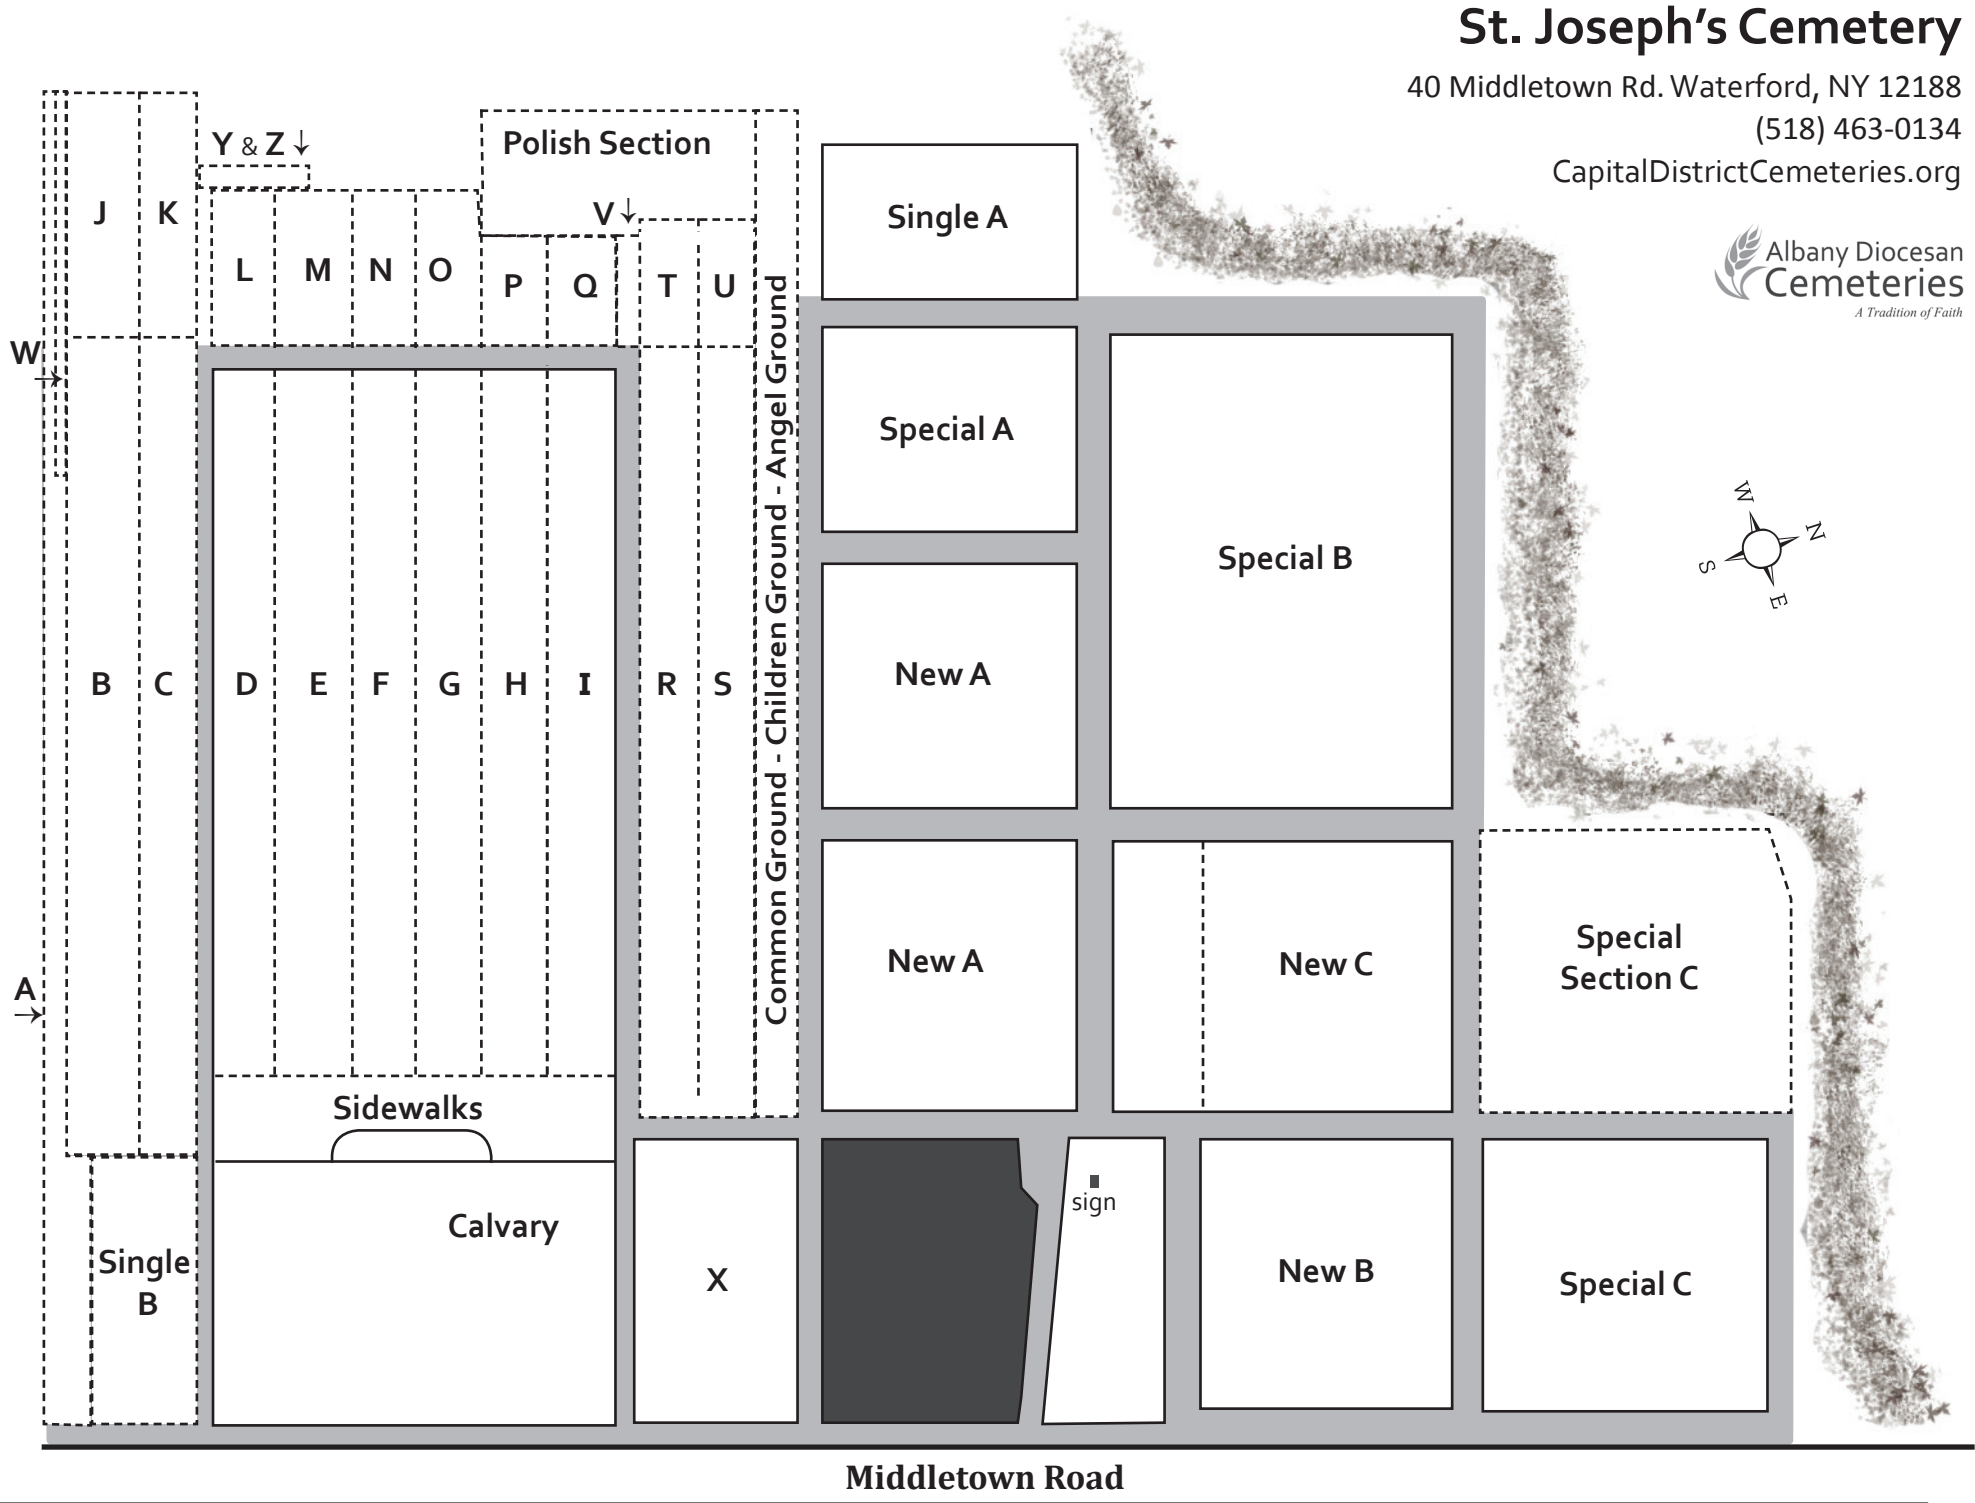 St. Joseph's Cemetery
40 Middletown Rd. Waterford, NY 12188
(518) 463-0134
CapitalDistrictCemeteries.org
Albany Diocesan
Cemeteries
A Tradition of Faith
Y & Z ↓
Polish Section
J
K
V↓
Single A
L
M
N
O
P
Q
T
U
W
→
Special A
Common Ground - Children Ground - Angel Ground
W
N
S
E
Special B
B
C
D
E
F
G
H
I
R
S
New A
A
→
New A
New C
Special
Section C
Sidewalks
Calvary
Single
B
X
sign
New B
Special C
Middletown Road